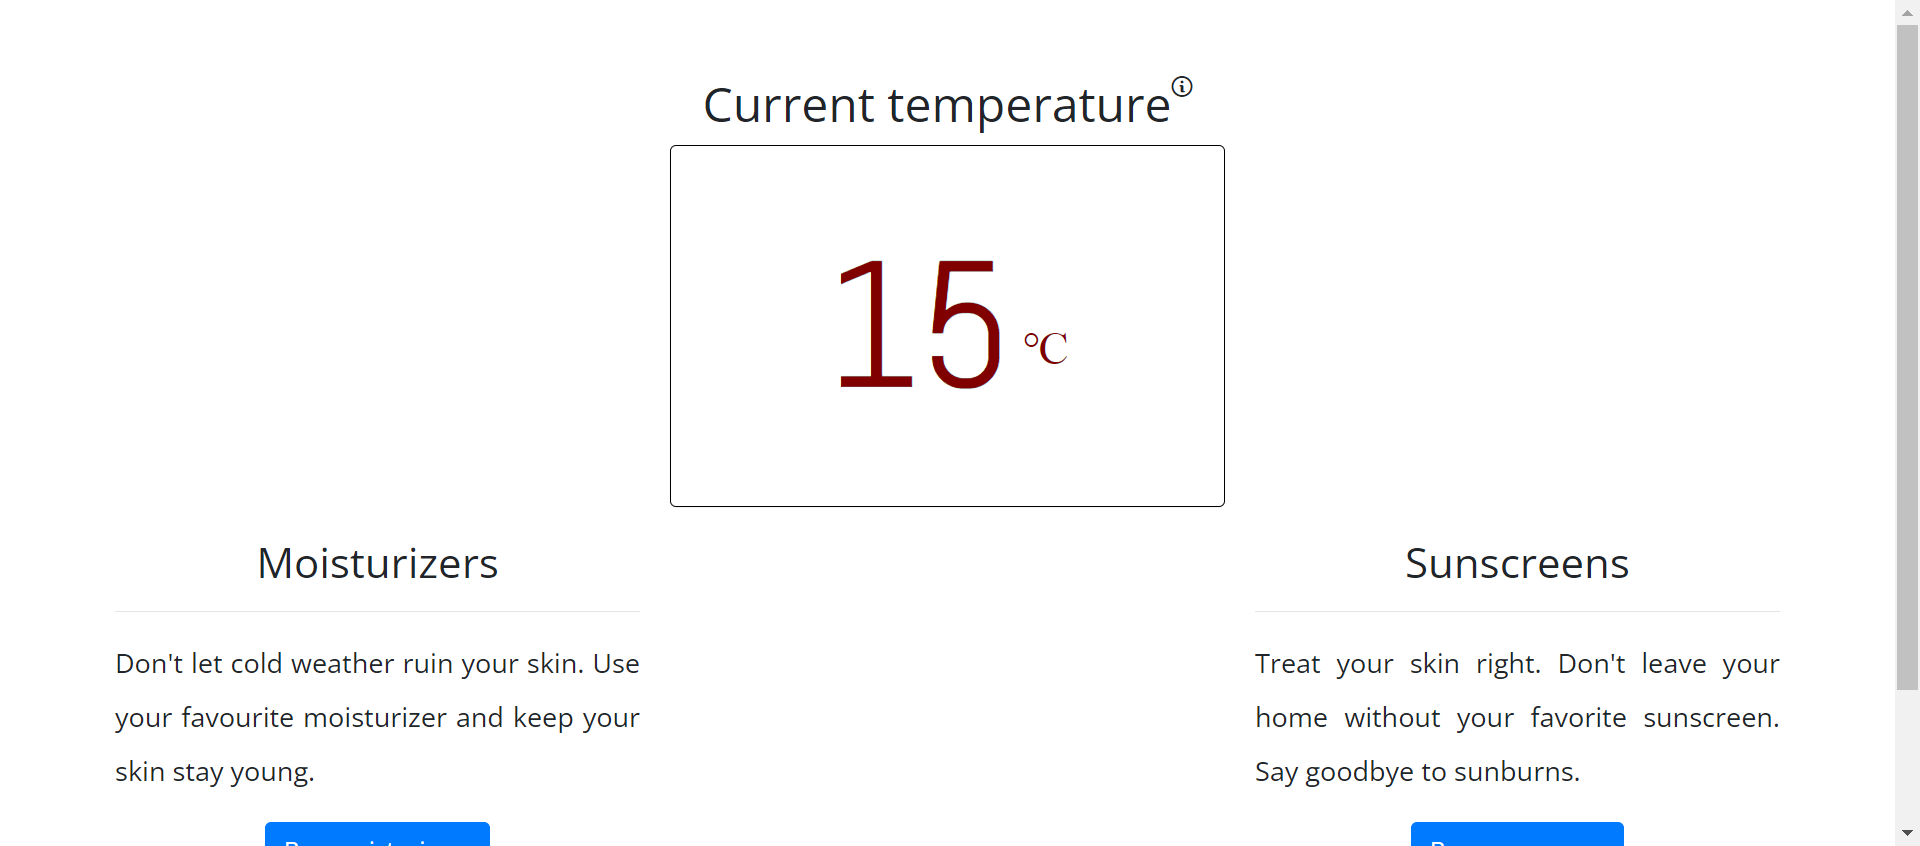 Current temperature
15 ℃
Moisturizers
Don't let cold weather ruin your skin. Use
your favourite moisturizer and keep your
skin stay young.
Sunscreens
Treat your skin right. Don't leave your
home without your favorite sunscreen.
Say goodbye to sunburns.